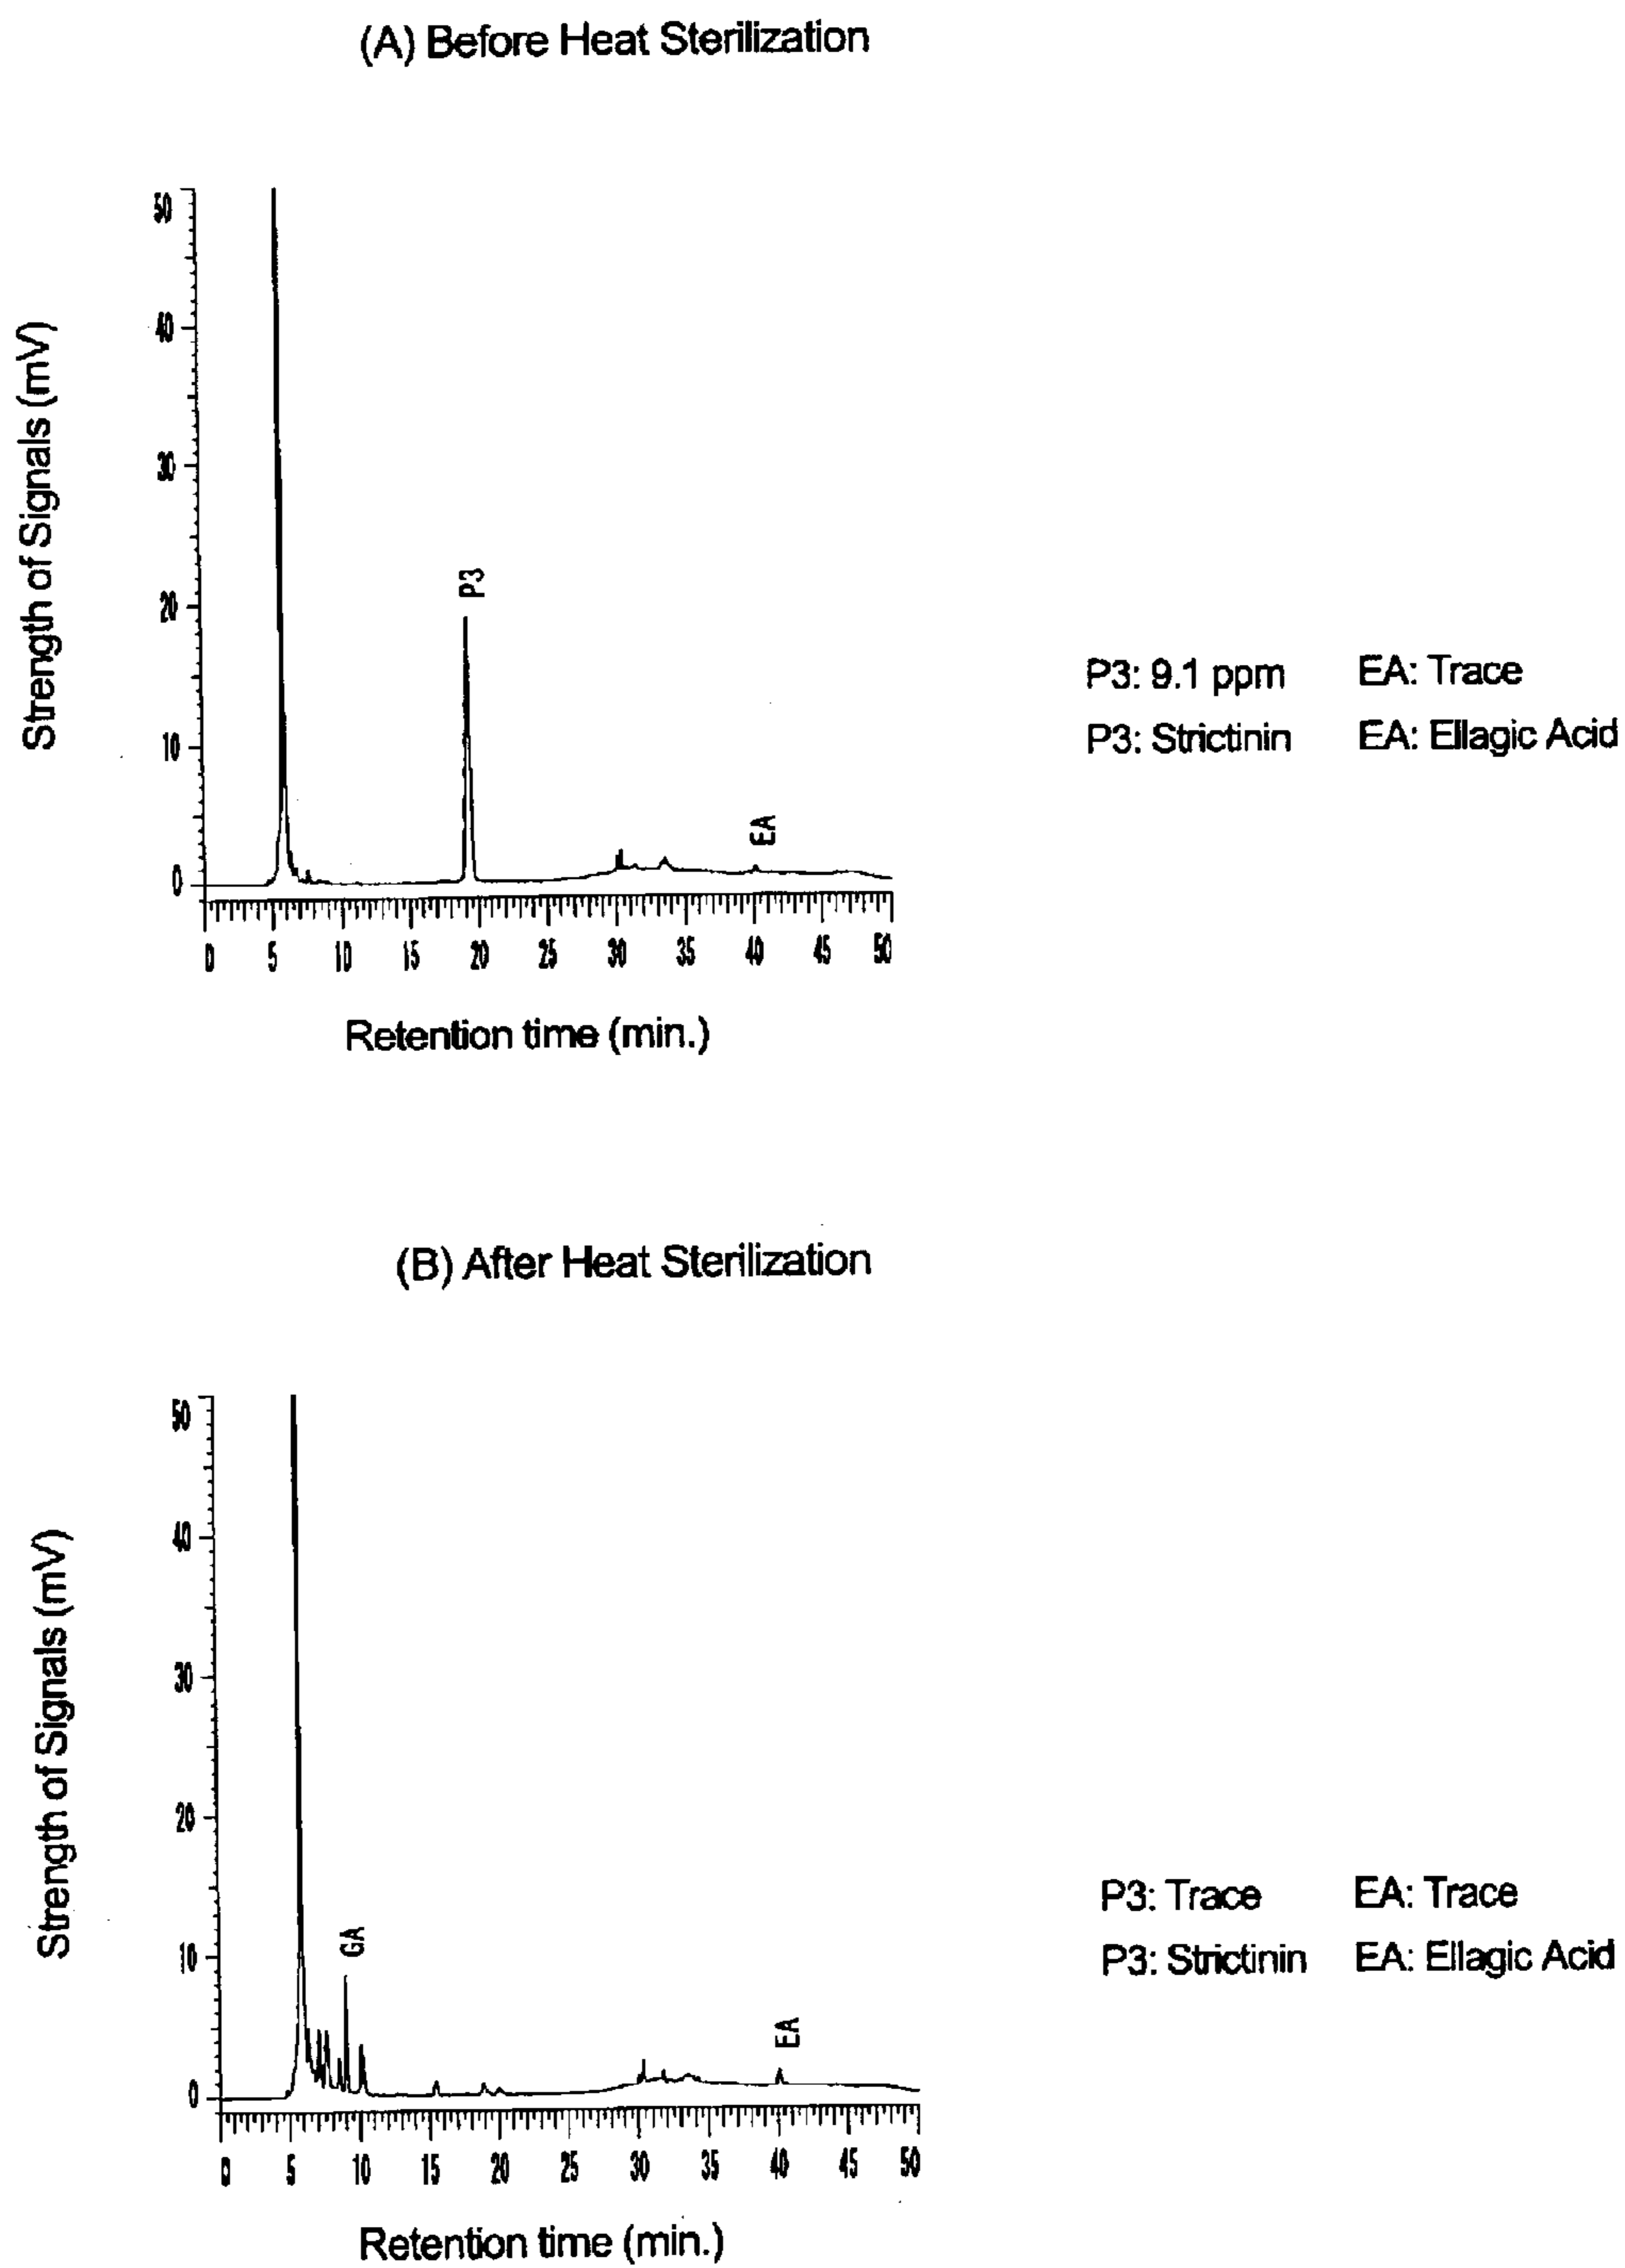 (A) Before Heat Sterilization
50
40
30
20
10
0
Strength of Signals (mV)
P3
EA
0 5 10 15 20 25 30 35 40 45 50
Retention time (min.)
P3: 9.1 ppm EA: Trace
P3: Strictinin EA: Ellagic Acid
(B) After Heat Sterilization
50
40
30
20
10
0
Strength of Signals (mV)
GA
EA
0 5 10 15 20 25 30 35 40 45 50
Retention time (min.)
P3: Trace EA: Trace
P3: Strictinin EA: Ellagic Acid